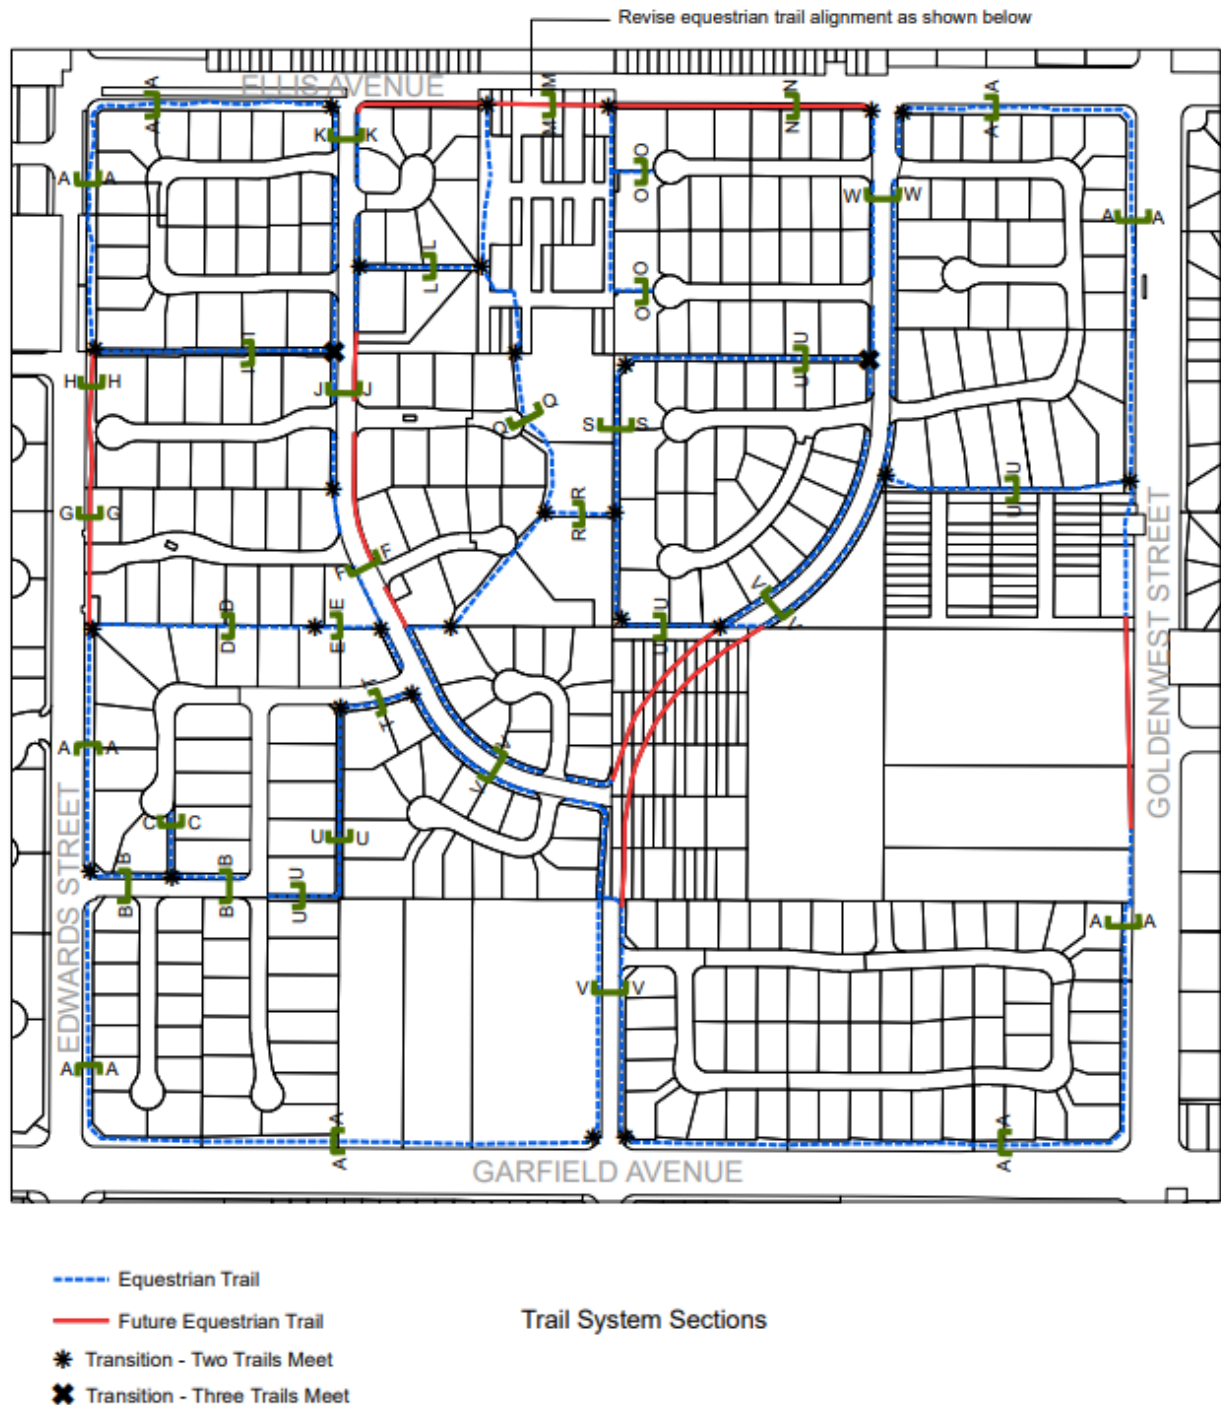 Revise equestrian trail alignment as shown below
ELLIS AVENUE
A
A
M
M
N
N
A
A
K K
O
O
A A
W W
A A
L
L
O
O
I
I
U
U
H H
J J
Q
Q
S S
U
U
G G
R
R
F
F
V
V
D
D
E
E
U
U
T
T
A A
V
V
C C
U U
B
B
B
B
U
U
A A
V V
A A
A
A
A
A
EDWARDS STREET
GOLDENWEST STREET
GARFIELD AVENUE
Equestrian Trail
Future Equestrian Trail
Trail System Sections
Transition - Two Trails Meet
Transition - Three Trails Meet